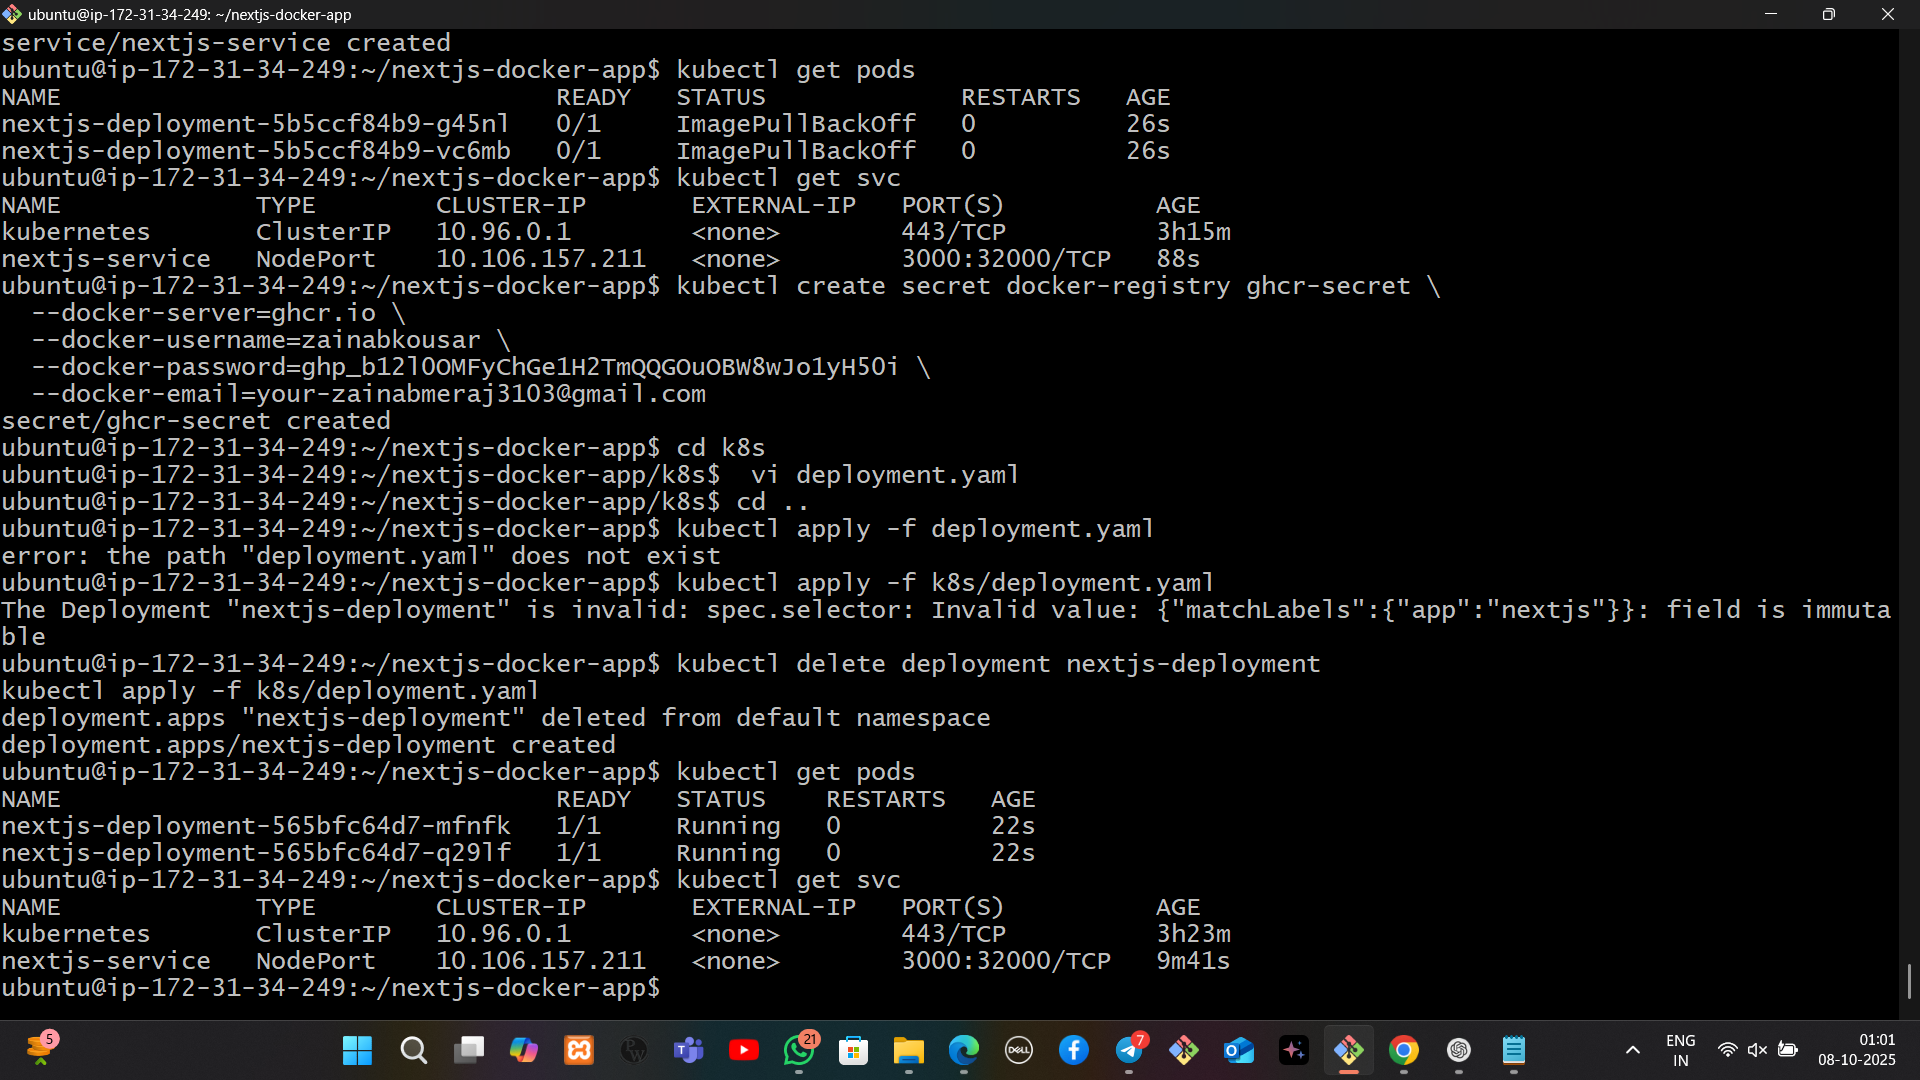 ubuntu@ip-172-31-34-249: ~/nextjs-docker-app
service/nextjs-service created
ubuntu@ip-172-31-34-249:~/nextjs-docker-app$ kubectl get pods
NAME READY STATUS RESTARTS AGE
nextjs-deployment-5b5ccf84b9-g45nl 0/1 ImagePullBackOff 0 26s
nextjs-deployment-5b5ccf84b9-vc6mb 0/1 ImagePullBackOff 0 26s
ubuntu@ip-172-31-34-249:~/nextjs-docker-app$ kubectl get svc
NAME TYPE CLUSTER-IP EXTERNAL-IP PORT(S) AGE
kubernetes ClusterIP 10.96.0.1 <none> 443/TCP 3h15m
nextjs-service NodePort 10.106.157.211 <none> 3000:32000/TCP 88s
ubuntu@ip-172-31-34-249:~/nextjs-docker-app$ kubectl create secret docker-registry ghcr-secret \
--docker-server=ghcr.io \
--docker-username=zainabkousar \
--docker-password=ghp_b12lOOMFyChGe1H2TmQQGOuOBW8wJo1yH50i \
--docker-email=your-zainabmeraj3103@gmail.com
secret/ghcr-secret created
ubuntu@ip-172-31-34-249:~/nextjs-docker-app$ cd k8s
ubuntu@ip-172-31-34-249:~/nextjs-docker-app/k8s$ vi deployment.yaml
ubuntu@ip-172-31-34-249:~/nextjs-docker-app/k8s$ cd ..
ubuntu@ip-172-31-34-249:~/nextjs-docker-app$ kubectl apply -f deployment.yaml
error: the path "deployment.yaml" does not exist
ubuntu@ip-172-31-34-249:~/nextjs-docker-app$ kubectl apply -f k8s/deployment.yaml
The Deployment "nextjs-deployment" is invalid: spec.selector: Invalid value: {"matchLabels":{"app":"nextjs"}}: field is immuta
ble
ubuntu@ip-172-31-34-249:~/nextjs-docker-app$ kubectl delete deployment nextjs-deployment
kubectl apply -f k8s/deployment.yaml
deployment.apps "nextjs-deployment" deleted from default namespace
deployment.apps/nextjs-deployment created
ubuntu@ip-172-31-34-249:~/nextjs-docker-app$ kubectl get pods
NAME READY STATUS RESTARTS AGE
nextjs-deployment-565bfc64d7-mfnfk 1/1 Running 0 22s
nextjs-deployment-565bfc64d7-q29lf 1/1 Running 0 22s
ubuntu@ip-172-31-34-249:~/nextjs-docker-app$ kubectl get svc
NAME TYPE CLUSTER-IP EXTERNAL-IP PORT(S) AGE
kubernetes ClusterIP 10.96.0.1 <none> 443/TCP 3h23m
nextjs-service NodePort 10.106.157.211 <none> 3000:32000/TCP 9m41s
ubuntu@ip-172-31-34-249:~/nextjs-docker-app$
5
21
DELL
7
ENG
IN
01:01
08-10-2025